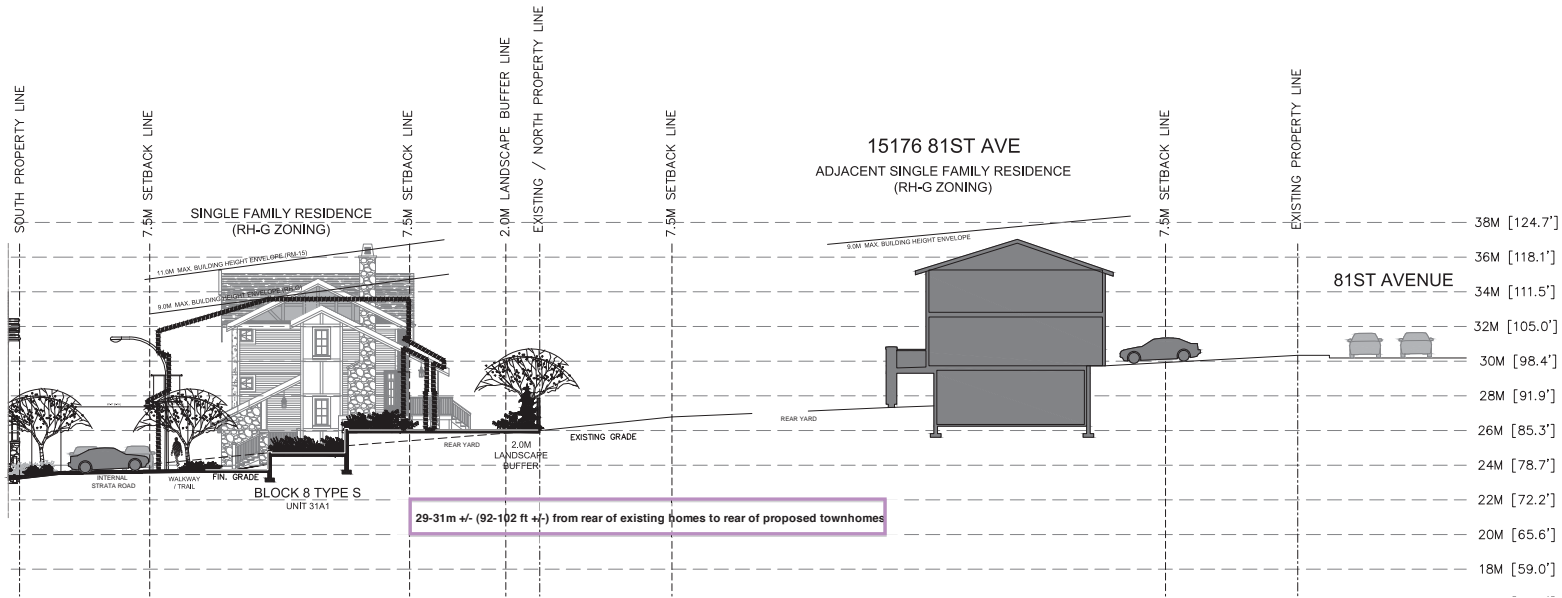 SOUTH PROPERTY LINE
7.5M SETBACK LINE
7.5M SETBACK LINE
2.0M LANDSCAPE BUFFER LINE
EXISTING / NORTH PROPERTY LINE
7.5M SETBACK LINE
7.5M SETBACK LINE
EXISTING PROPERTY LINE
15176 81ST AVE
ADJACENT SINGLE FAMILY RESIDENCE
(RH-G ZONING)
SINGLE FAMILY RESIDENCE
(RH-G ZONING)
11.0M MAX. BUILDING HEIGHT ENVELOPE (RM-15)
9.0M MAX. BUILDING HEIGHT ENVELOPE (RH-G)
9.0M MAX. BUILDING HEIGHT ENVELOPE
81ST AVENUE
38M [124.7']
36M [118.1']
34M [111.5']
32M [105.0']
30M [98.4']
28M [91.9']
26M [85.3']
24M [78.7']
22M [72.2']
20M [65.6']
18M [59.0']
REAR YARD
EXISTING GRADE
REAR YARD
2.0M
LANDSCAPE
BUFFER
INTERNAL
STRATA ROAD
WALKWAY
/ TRAIL
FIN. GRADE
BLOCK 8 TYPE S
UNIT 31A1
29-31m +/- (92-102 ft +/-) from rear of existing homes to rear of proposed townhomes